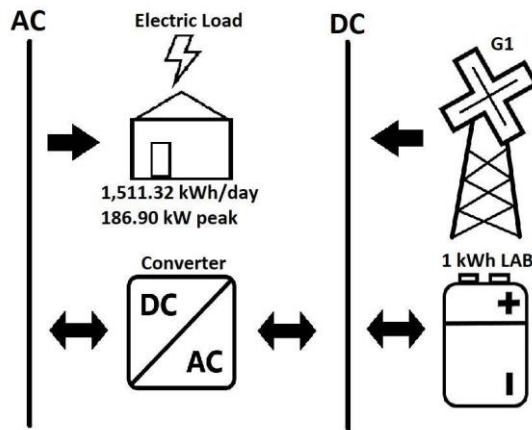 AC
Electric Load
DC
G1
1,511.32 kWh/day
186.90 kW peak
Converter
1 kWh LAB
DC
AC
+